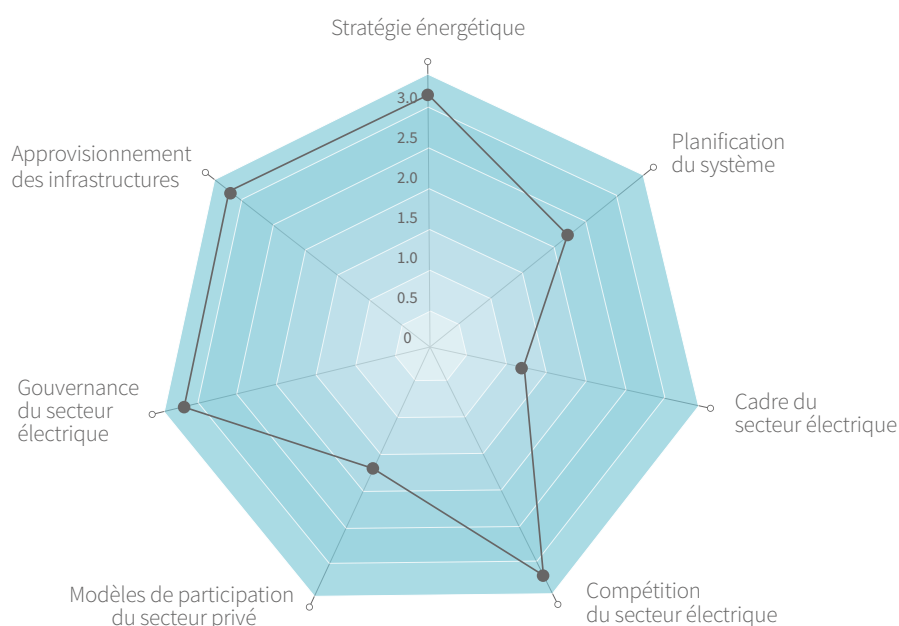 Stratégie énergétique
Planification
du système
Approvisionnement
des infrastructures
3.0
2.5
2.0
1.5
1.0
0.5
0
Gouvernance
du secteur
électrique
Cadre du
secteur électrique
Modèles de participation
du secteur privé
Compétition
du secteur électrique